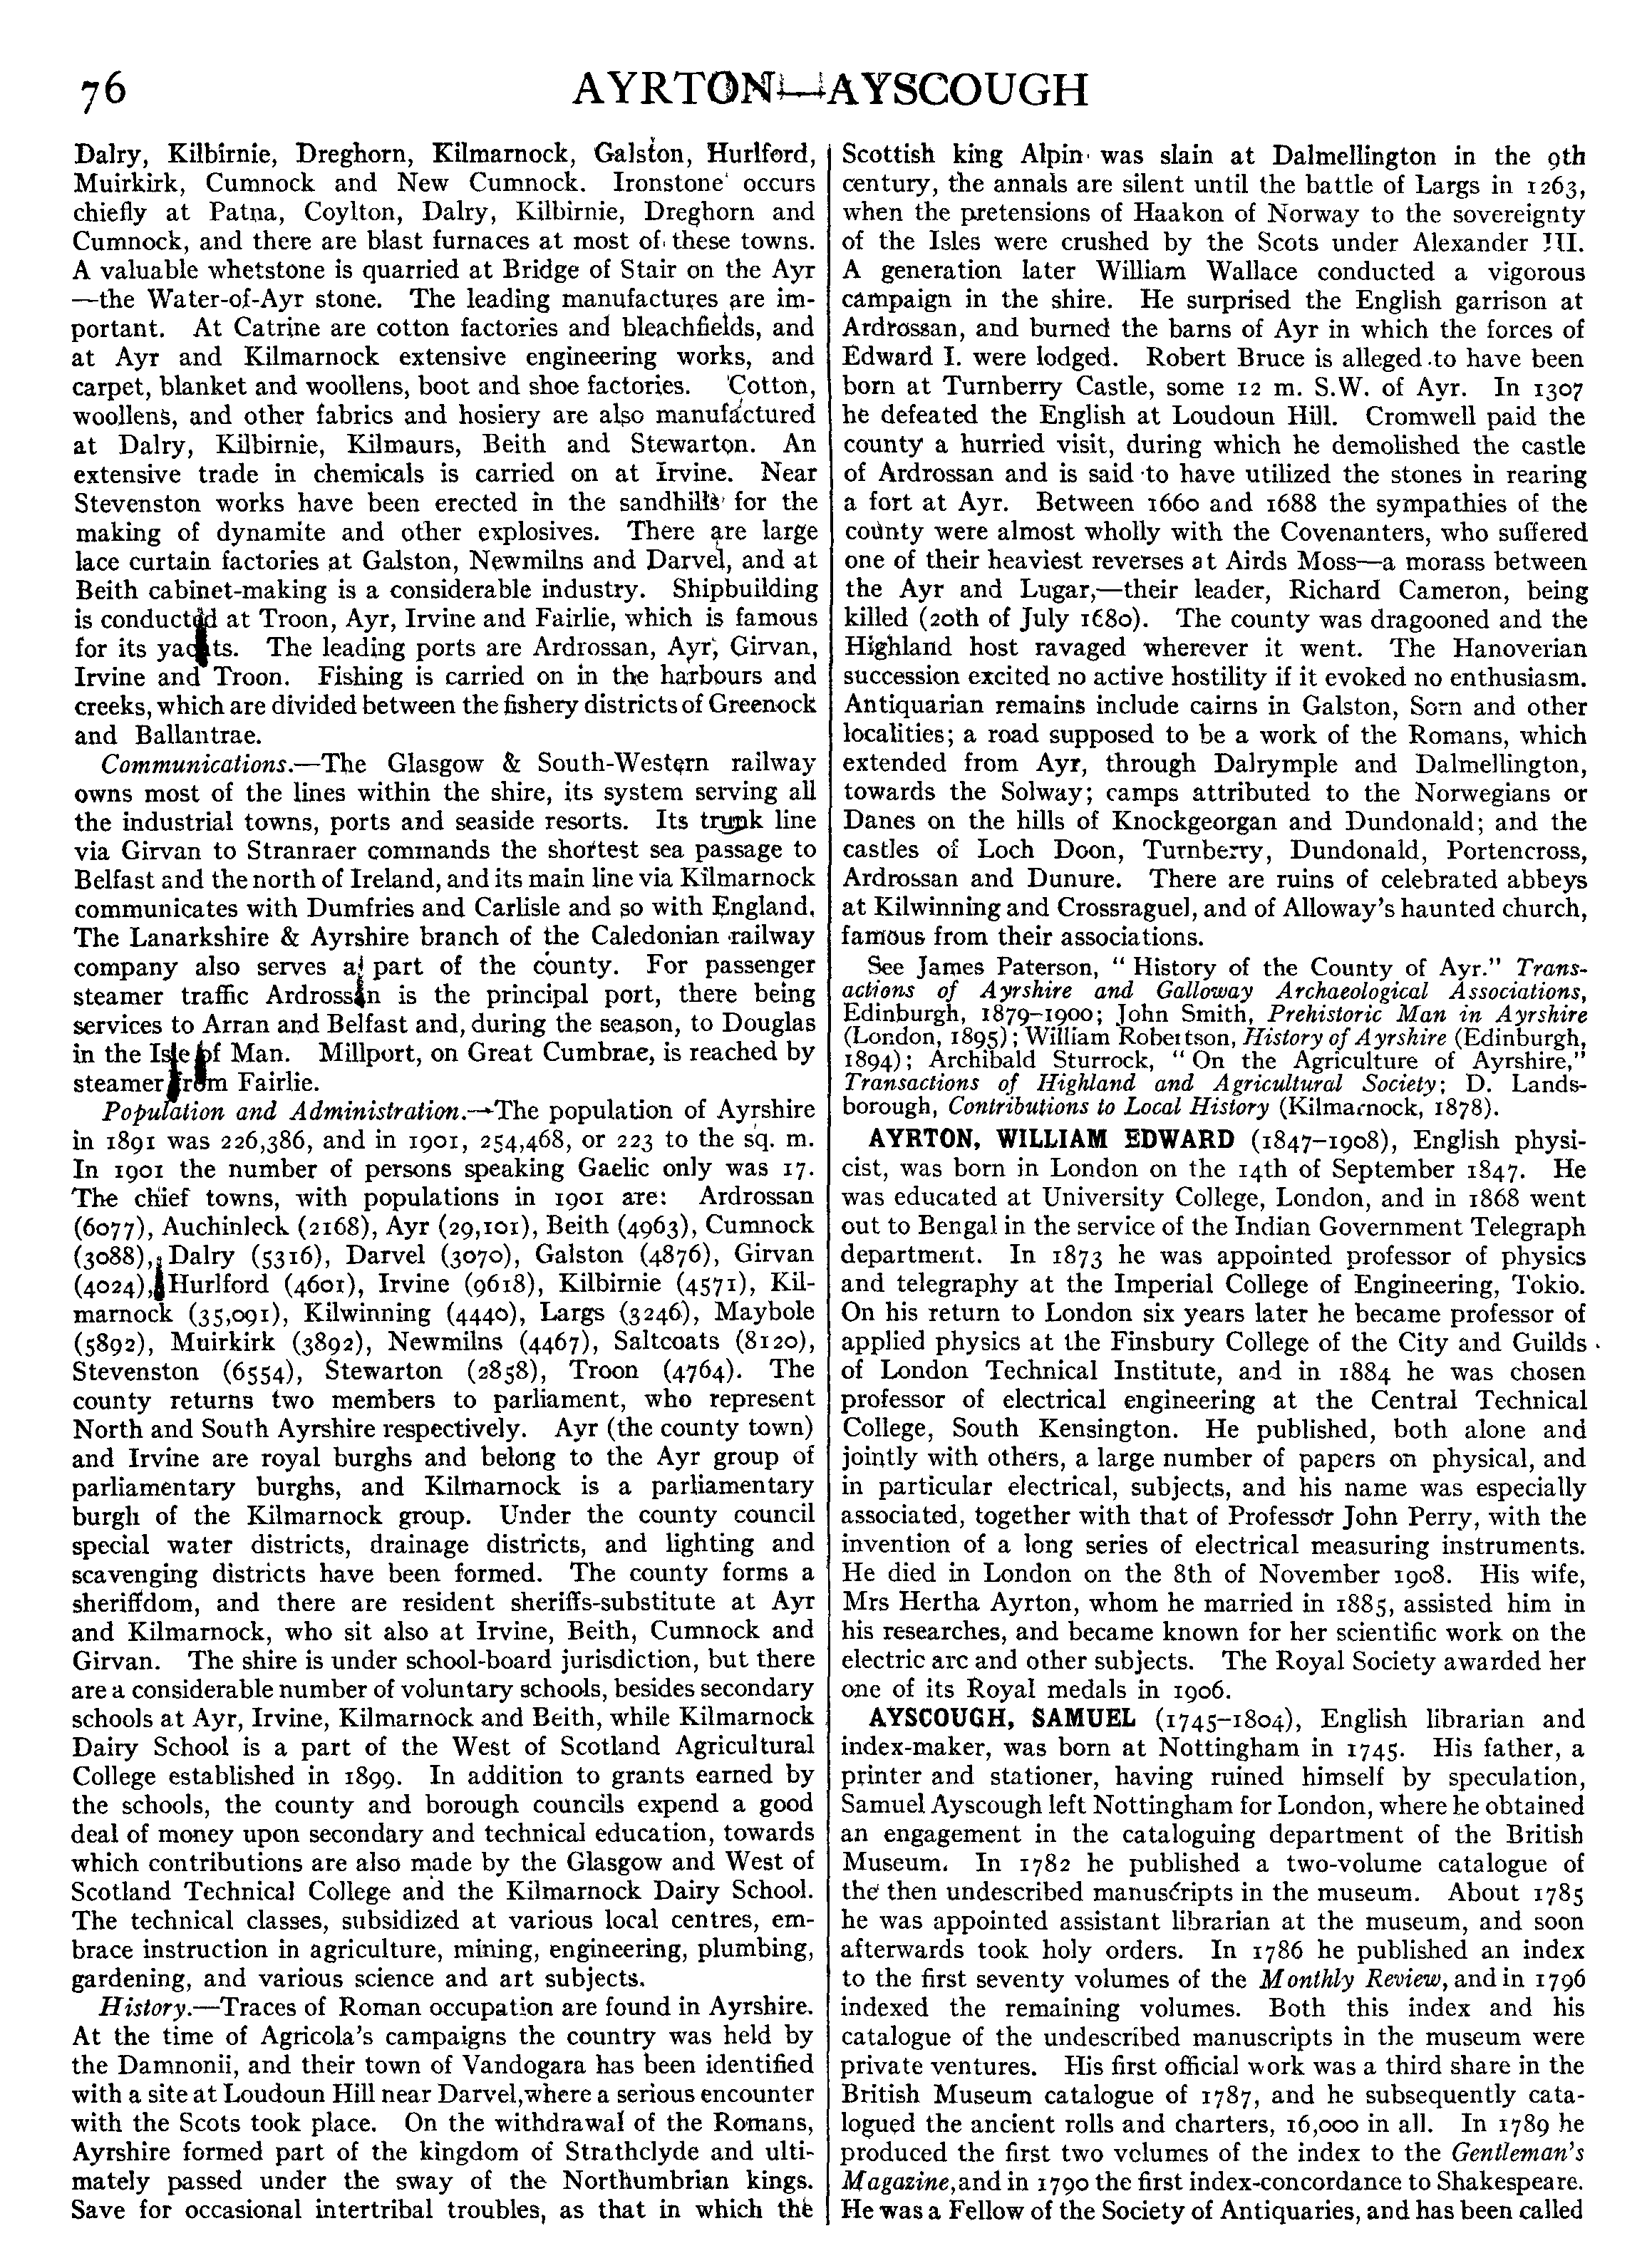 76
AYRTON—AYSCOUGH
Dalry, Kilbirnie, Dreghorn, Kilmarnock, Galston, Hurlford,
Muirkirk, Cumnock and New Cumnock. Ironstone occurs
chiefly at Patna, Coylton, Dalry, Kilbirnie, Dreghorn and
Cumnock, and there are blast furnaces at most of these towns.
A valuable whetstone is quarried at Bridge of Stair on the Ayr
—the Water-of-Ayr stone. The leading manufactures are im-
portant. At Catrine are cotton factories and bleachfields, and
at Ayr and Kilmarnock extensive engineering works, and
carpet, blanket and woollens, boot and shoe factories. Cotton,
woollens, and other fabrics and hosiery are also manufactured
at Dalry, Kilbirnie, Kilmaurs, Beith and Stewarton. An
extensive trade in chemicals is carried on at Irvine. Near
Stevenston works have been erected in the sandhills for the
making of dynamite and other explosives. There are large
lace curtain factories at Galston, Newmilns and Darvel, and at
Beith cabinet-making is a considerable industry. Shipbuilding
is conducted at Troon, Ayr, Irvine and Fairlie, which is famous
for its yachts. The leading ports are Ardrossan, Ayr, Girvan,
Irvine and Troon. Fishing is carried on in the harbours and
creeks, which are divided between the fishery districts of Greenock
and Ballantrae.
Communications.—The Glasgow & South-Western railway
owns most of the lines within the shire, its system serving all
the industrial towns, ports and seaside resorts. Its trunk line
via Girvan to Stranraer commands the shortest sea passage to
Belfast and the north of Ireland, and its main line via Kilmarnock
communicates with Dumfries and Carlisle and so with England.
The Lanarkshire & Ayrshire branch of the Caledonian railway
company also serves a part of the county. For passenger
steamer traffic Ardrossan is the principal port, there being
services to Arran and Belfast and, during the season, to Douglas
in the Isle of Man. Millport, on Great Cumbrae, is reached by
steamer from Fairlie.
Population and Administration.—The population of Ayrshire
in 1891 was 226,386, and in 1901, 254,468, or 223 to the sq. m.
In 1901 the number of persons speaking Gaelic only was 17.
The chief towns, with populations in 1901 are: Ardrossan
(6077), Auchinleck (2168), Ayr (29,101), Beith (4963), Cumnock
(3088), Dalry (5316), Darvel (3070), Galston (4876), Girvan
(4024), Hurlford (4601), Irvine (9618), Kilbirnie (4571), Kil-
marnock (35,091), Kilwinning (4440), Largs (3246), Maybole
(5892), Muirkirk (3892), Newmilns (4467), Saltcoats (8120),
Stevenston (6554), Stewarton (2858), Troon (4764). The
county returns two members to parliament, who represent
North and South Ayrshire respectively. Ayr (the county town)
and Irvine are royal burghs and belong to the Ayr group of
parliamentary burghs, and Kilmarnock is a parliamentary
burgh of the Kilmarnock group. Under the county council
special water districts, drainage districts, and lighting and
scavenging districts have been formed. The county forms a
sheriffdom, and there are resident sheriffs-substitute at Ayr
and Kilmarnock, who sit also at Irvine, Beith, Cumnock and
Girvan. The shire is under school-board jurisdiction, but there
are a considerable number of voluntary schools, besides secondary
schools at Ayr, Irvine, Kilmarnock and Beith, while Kilmarnock
Dairy School is a part of the West of Scotland Agricultural
College established in 1899. In addition to grants earned by
the schools, the county and borough councils expend a good
deal of money upon secondary and technical education, towards
which contributions are also made by the Glasgow and West of
Scotland Technical College and the Kilmarnock Dairy School.
The technical classes, subsidized at various local centres, em-
brace instruction in agriculture, mining, engineering, plumbing,
gardening, and various science and art subjects.
History.—Traces of Roman occupation are found in Ayrshire.
At the time of Agricola's campaigns the country was held by
the Damnonii, and their town of Vandogara has been identified
with a site at Loudoun Hill near Darvel, where a serious encounter
with the Scots took place. On the withdrawal of the Romans,
Ayrshire formed part of the kingdom of Strathclyde and ulti-
mately passed under the sway of the Northumbrian kings.
Save for occasional intertribal troubles, as that in which the
Scottish king Alpin was slain at Dalmellington in the 9th
century, the annals are silent until the battle of Largs in 1263,
when the pretensions of Haakon of Norway to the sovereignty
of the Isles were crushed by the Scots under Alexander III.
A generation later William Wallace conducted a vigorous
campaign in the shire. He surprised the English garrison at
Ardrossan, and burned the barns of Ayr in which the forces of
Edward I. were lodged. Robert Bruce is alleged to have been
born at Turnberry Castle, some 12 m. S.W. of Ayr. In 1307
he defeated the English at Loudoun Hill. Cromwell paid the
county a hurried visit, during which he demolished the castle
of Ardrossan and is said to have utilized the stones in rearing
a fort at Ayr. Between 1660 and 1688 the sympathies of the
county were almost wholly with the Covenanters, who suffered
one of their heaviest reverses at Airds Moss—a morass between
the Ayr and Lugar,—their leader, Richard Cameron, being
killed (20th of July 1680). The county was dragooned and the
Highland host ravaged wherever it went. The Hanoverian
succession excited no active hostility if it evoked no enthusiasm.
Antiquarian remains include cairns in Galston, Sorn and other
localities; a road supposed to be a work of the Romans, which
extended from Ayr, through Dalrymple and Dalmellington,
towards the Solway; camps attributed to the Norwegians or
Danes on the hills of Knockgeorgan and Dundonald; and the
castles of Loch Doon, Turnberry, Dundonald, Portencross,
Ardrossan and Dunure. There are ruins of celebrated abbeys
at Kilwinning and Crossraguel, and of Alloway's haunted church,
famous from their associations.
See James Paterson, " History of the County of Ayr." Trans-
actions of Ayrshire and Galloway Archaeological Associations,
Edinburgh, 1879–1900; John Smith, Prehistoric Man in Ayrshire
(London, 1895); William Robertson, History of Ayrshire (Edinburgh,
1894); Archibald Sturrock, " On the Agriculture of Ayrshire,"
Transactions of Highland and Agricultural Society; D. Lands-
borough, Contributions to Local History (Kilmarnock, 1878).
AYRTON, WILLIAM EDWARD (1847–1908), English physi-
cist, was born in London on the 14th of September 1847. He
was educated at University College, London, and in 1868 went
out to Bengal in the service of the Indian Government Telegraph
department. In 1873 he was appointed professor of physics
and telegraphy at the Imperial College of Engineering, Tokio.
On his return to London six years later he became professor of
applied physics at the Finsbury College of the City and Guilds
of London Technical Institute, and in 1884 he was chosen
professor of electrical engineering at the Central Technical
College, South Kensington. He published, both alone and
jointly with others, a large number of papers on physical, and
in particular electrical, subjects, and his name was especially
associated, together with that of Professor John Perry, with the
invention of a long series of electrical measuring instruments.
He died in London on the 8th of November 1908. His wife,
Mrs Hertha Ayrton, whom he married in 1885, assisted him in
his researches, and became known for her scientific work on the
electric arc and other subjects. The Royal Society awarded her
one of its Royal medals in 1906.
AYSCOUGH, SAMUEL (1745–1804), English librarian and
index-maker, was born at Nottingham in 1745. His father, a
printer and stationer, having ruined himself by speculation,
Samuel Ayscough left Nottingham for London, where he obtained
an engagement in the cataloguing department of the British
Museum. In 1782 he published a two-volume catalogue of
the then undescribed manuscripts in the museum. About 1785
he was appointed assistant librarian at the museum, and soon
afterwards took holy orders. In 1786 he published an index
to the first seventy volumes of the Monthly Review, and in 1796
indexed the remaining volumes. Both this index and his
catalogue of the undescribed manuscripts in the museum were
private ventures. His first official work was a third share in the
British Museum catalogue of 1787, and he subsequently cata-
logued the ancient rolls and charters, 16,000 in all. In 1789 he
produced the first two volumes of the index to the Gentleman's
Magazine, and in 1790 the first index-concordance to Shakespeare.
He was a Fellow of the Society of Antiquaries, and has been called